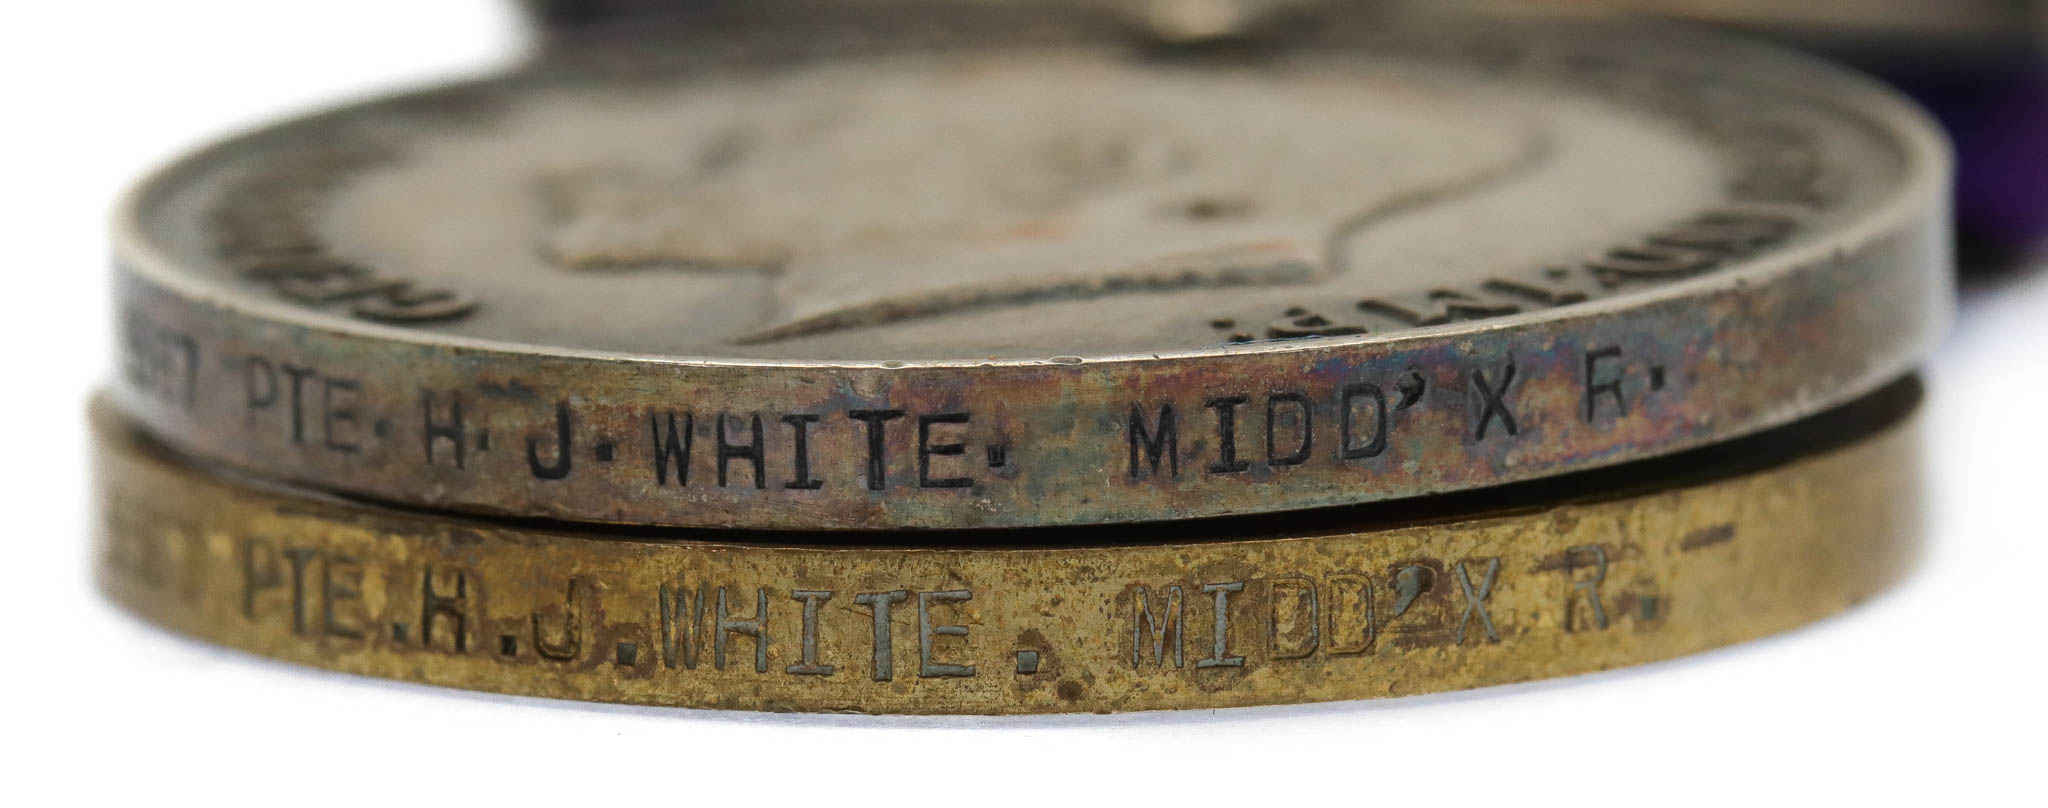 PTE. H. J. WHITE. MIDD'X R.
PTE. H. J. WHITE. MIDD'X R.